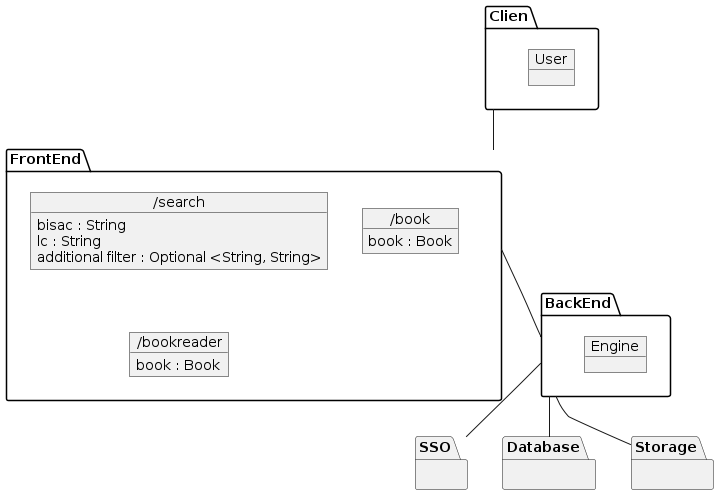 Clien
User
FrontEnd
/search
bisac : String
lc : String
additional filter : Optional <String, String>
/book
book : Book
/bookreader
book : Book
BackEnd
Engine
SSO
Database
Storage